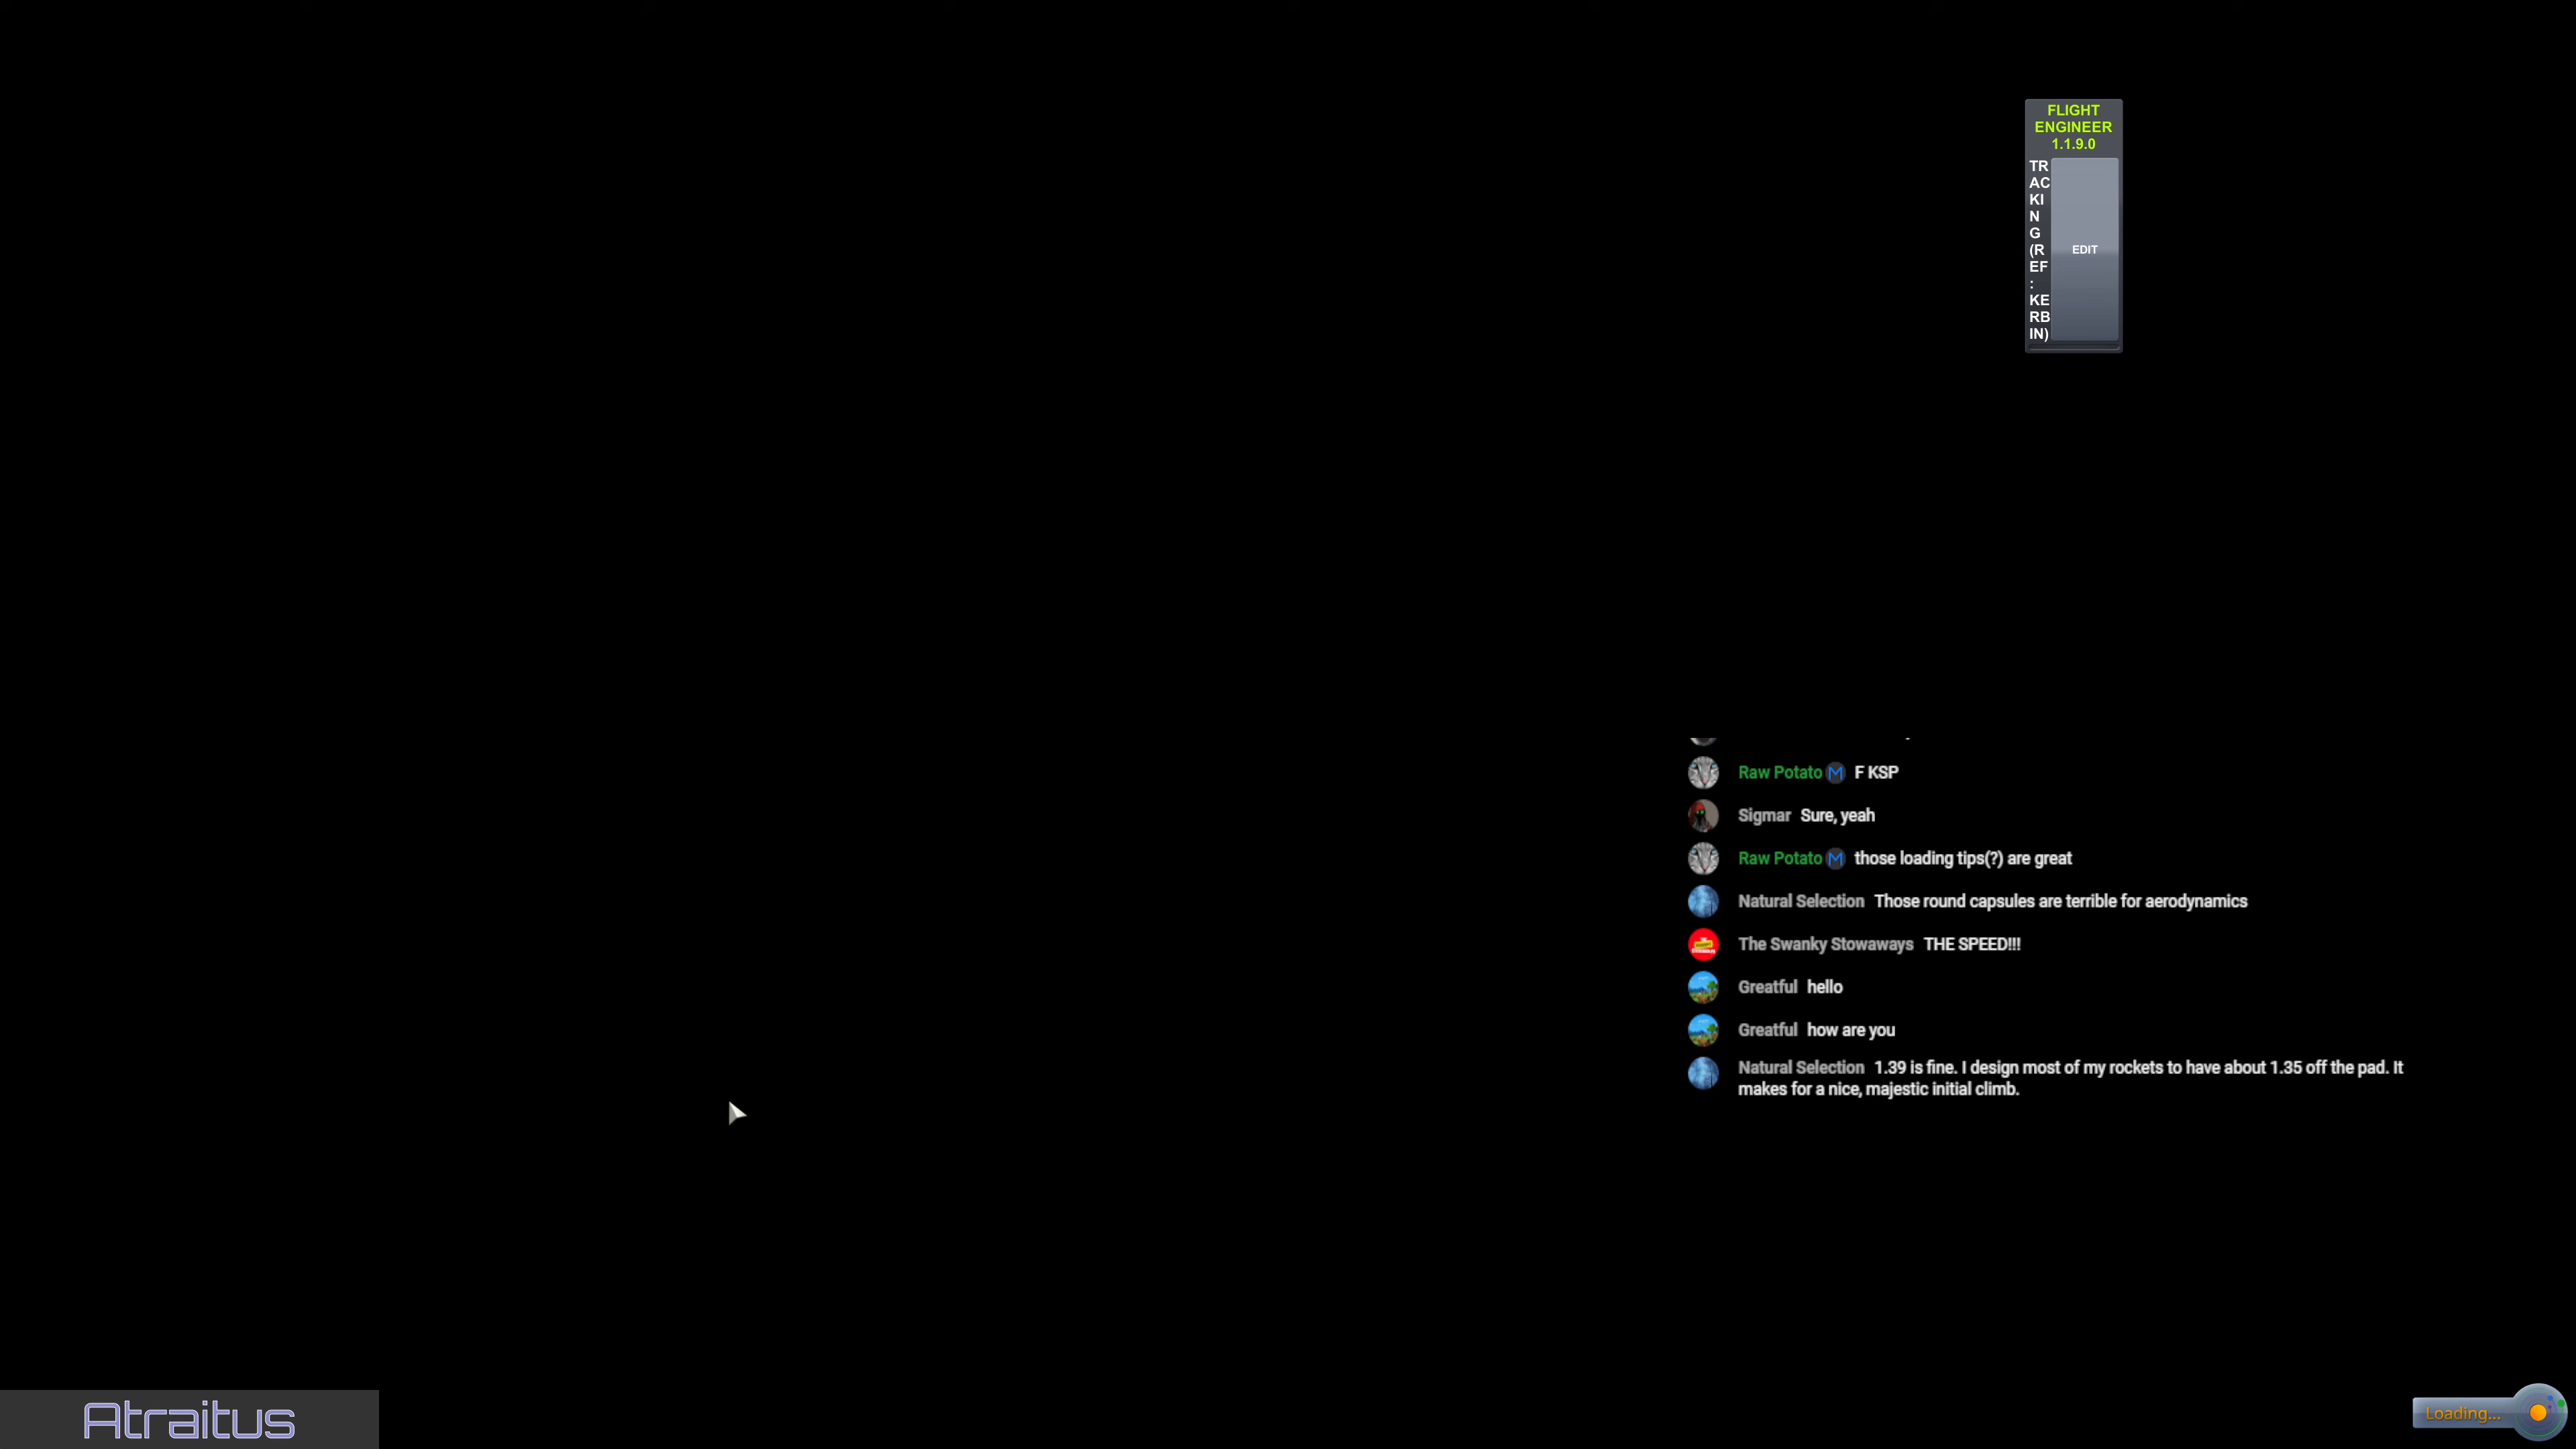 FLIGHT
ENGINEER
1.1.9.0
TR
AC
KI
N
G
(R
EF
:
KE
RB
IN)
EDIT
Raw Potato F KSP
Sigmar Sure, yeah
Raw Potato those loading tips(?) are great
Natural Selection Those round capsules are terrible for aerodynamics
The Swanky Stowaways THE SPEED!!!
Greatful hello
Greatful how are you
Natural Selection 1.39 is fine. I design most of my rockets to have about 1.35 off the pad. It
makes for a nice, majestic initial climb.
Atraitus
Loading...